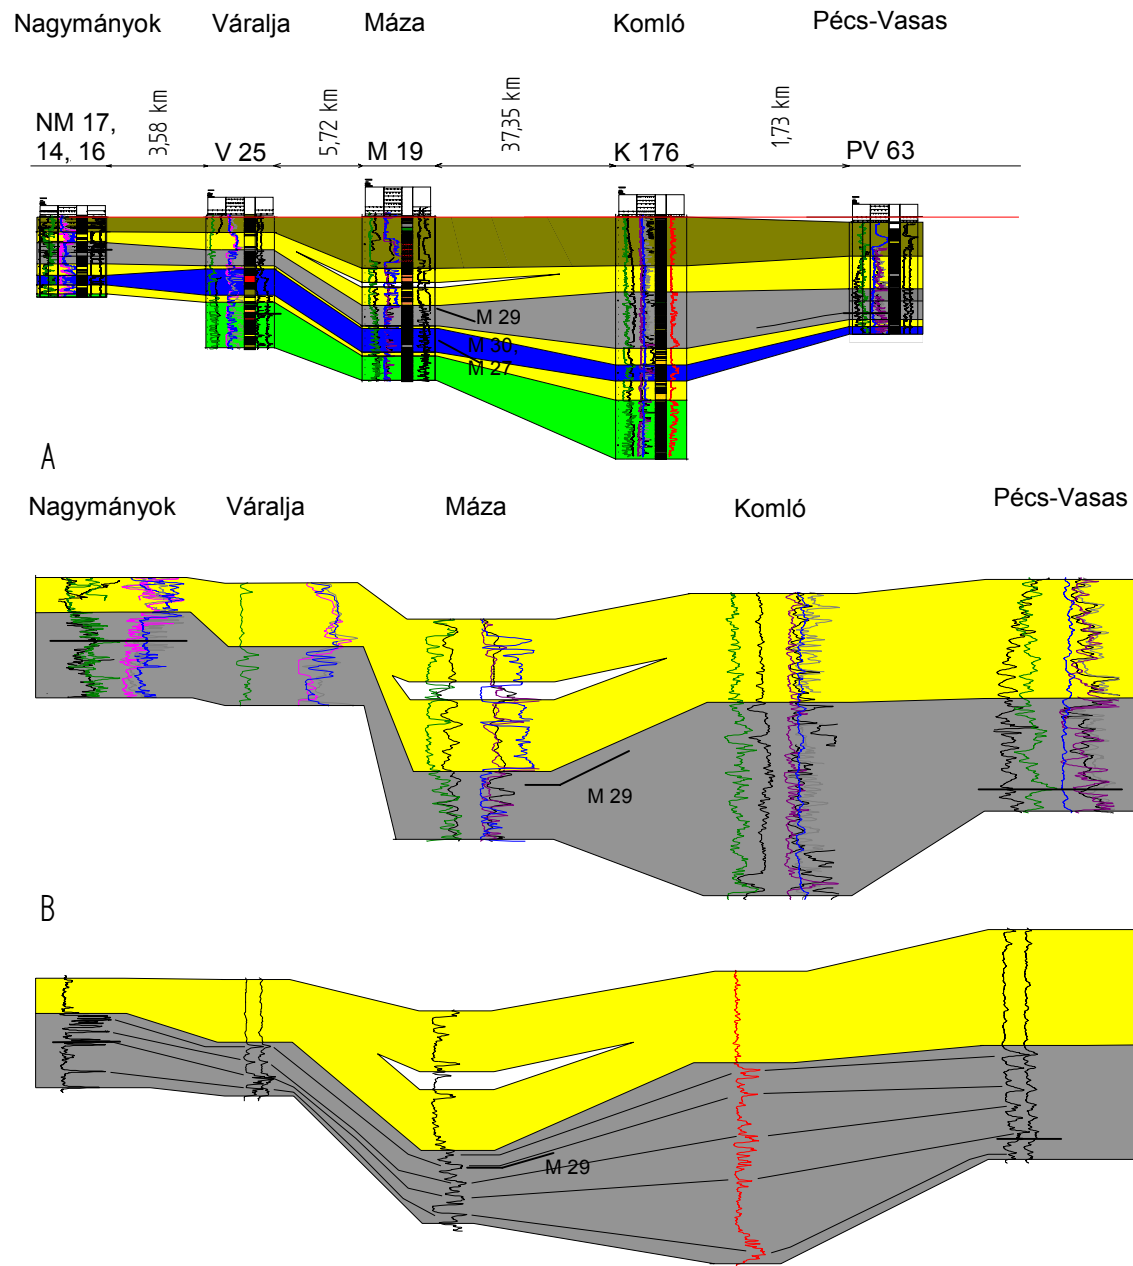 Nagymányok Váralja Máza Komló Pécs-Vasas
3,58 km 5,72 km 37,35 km 1,73 km
NM 17,
14, 16 V 25 M 19 K 176 PV 63
M 29
M 30,
M 27
A
Nagymányok Váralja Máza Komló Pécs-Vasas
M 29
B
M 29